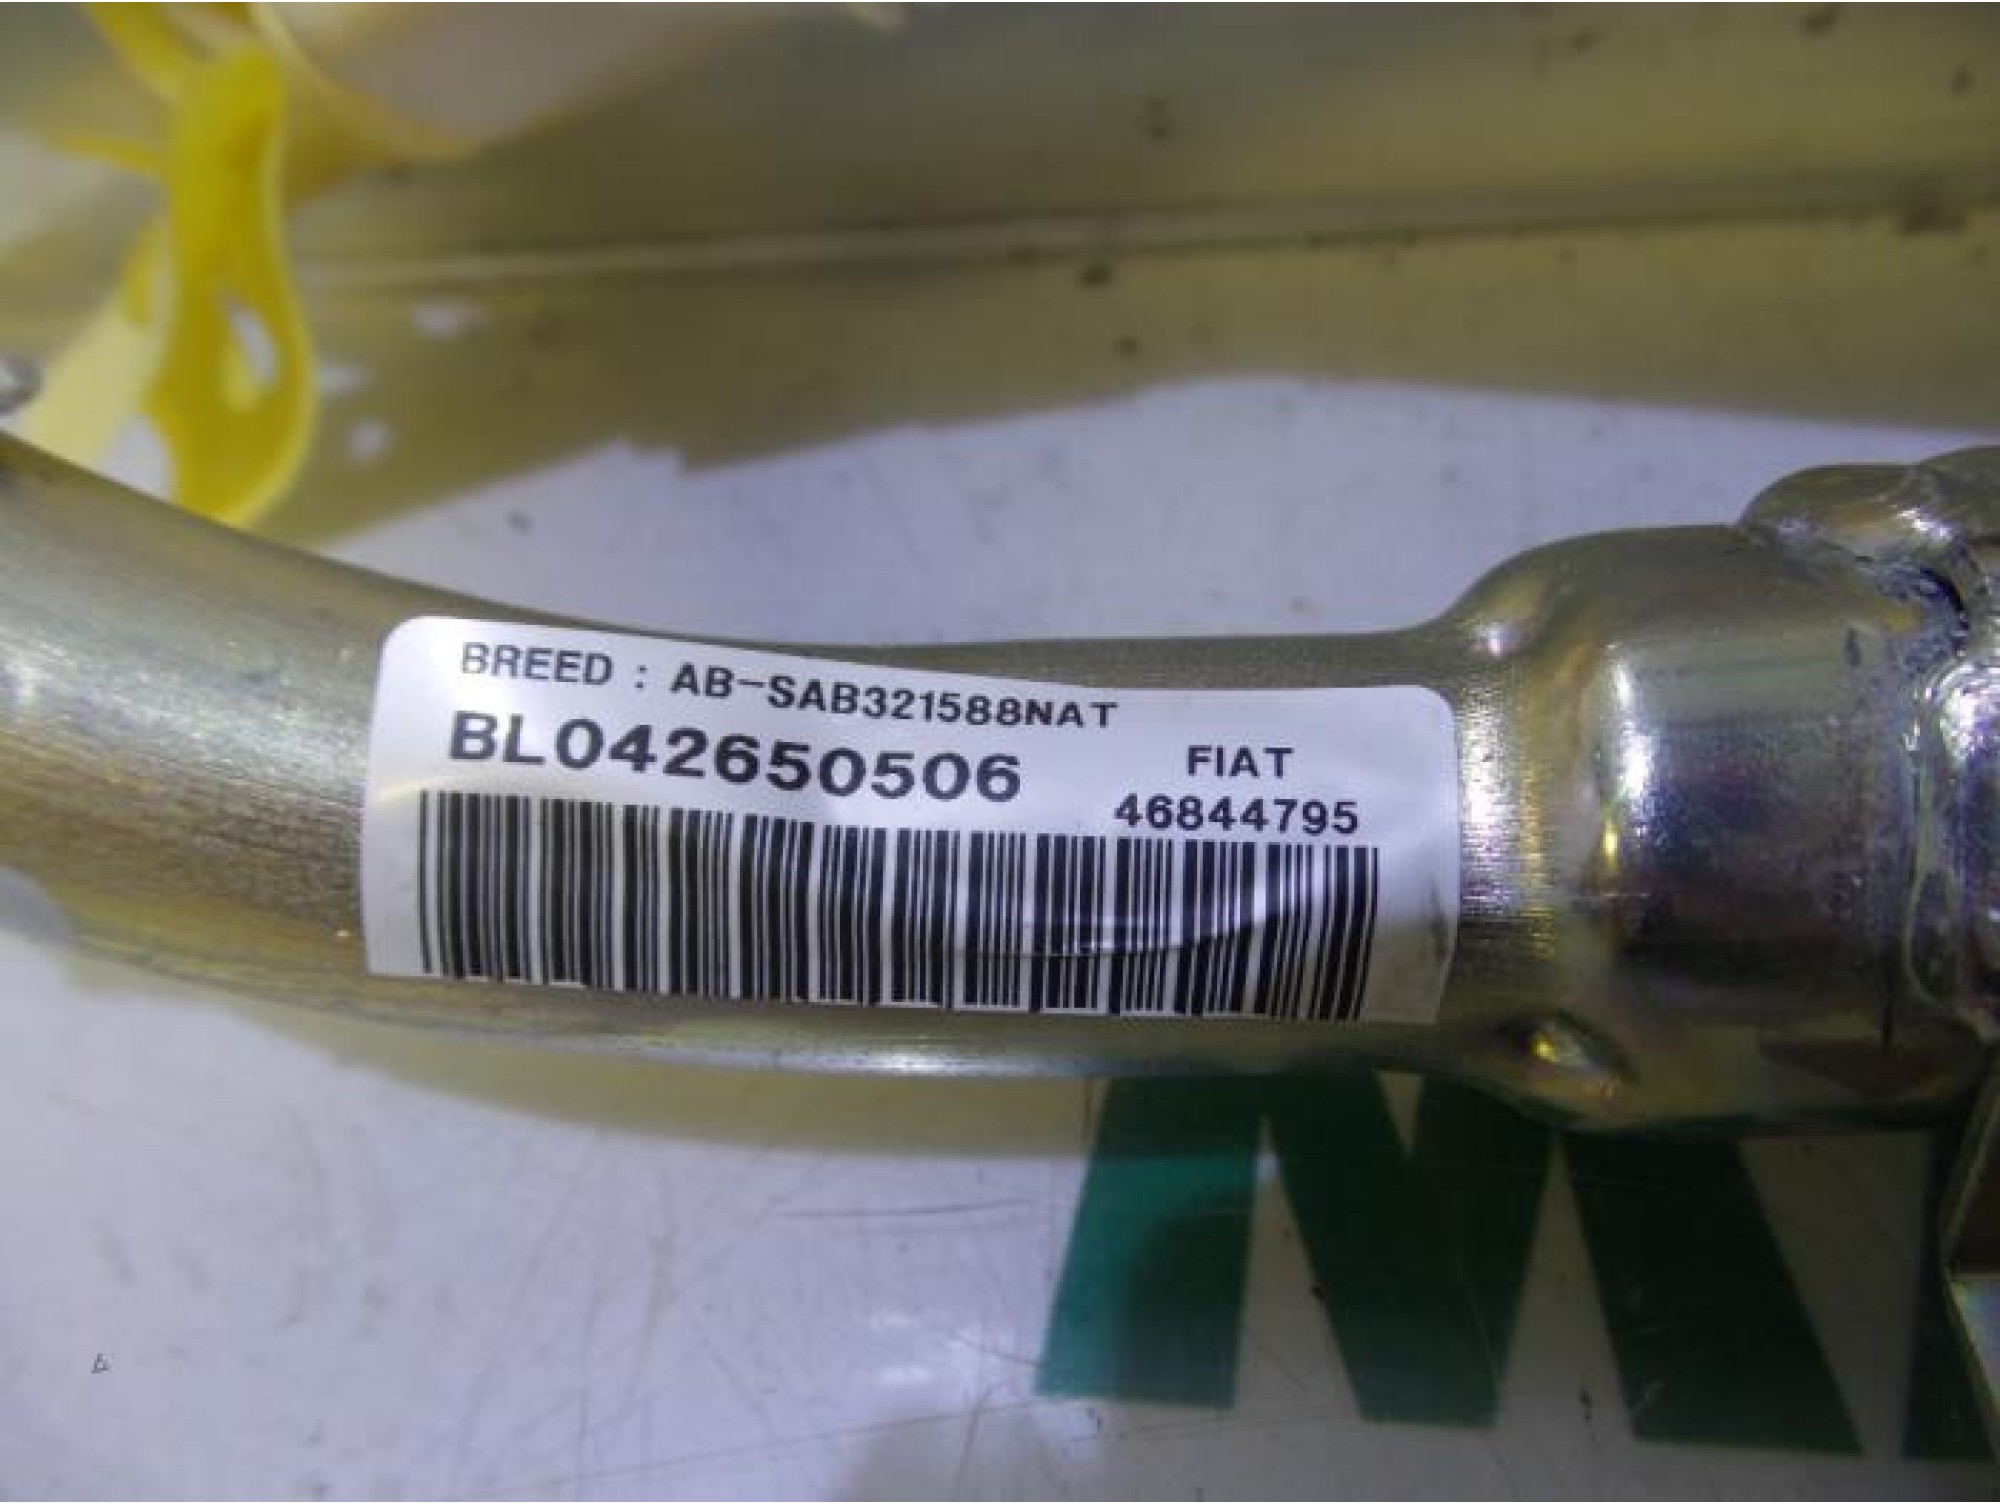 BREED : AB-SAB321588NAT
BL042650506
FIAT
46844795